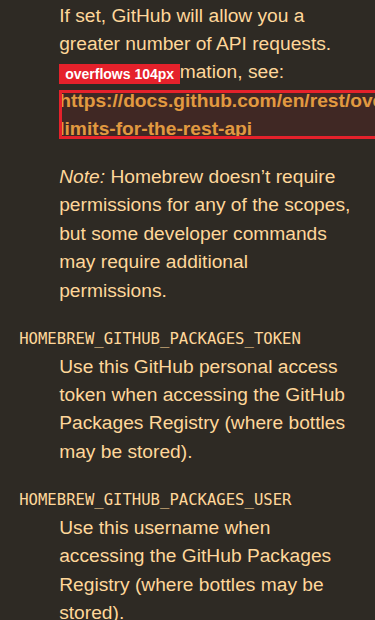 If set, GitHub will allow you a
greater number of API requests.
overflows 104px mation, see:
https://docs.github.com/en/rest/ov
limits-for-the-rest-api
Note: Homebrew doesn’t require
permissions for any of the scopes,
but some developer commands
may require additional
permissions.
HOMEBREW_GITHUB_PACKAGES_TOKEN
Use this GitHub personal access
token when accessing the GitHub
Packages Registry (where bottles
may be stored).
HOMEBREW_GITHUB_PACKAGES_USER
Use this username when
accessing the GitHub Packages
Registry (where bottles may be
stored).